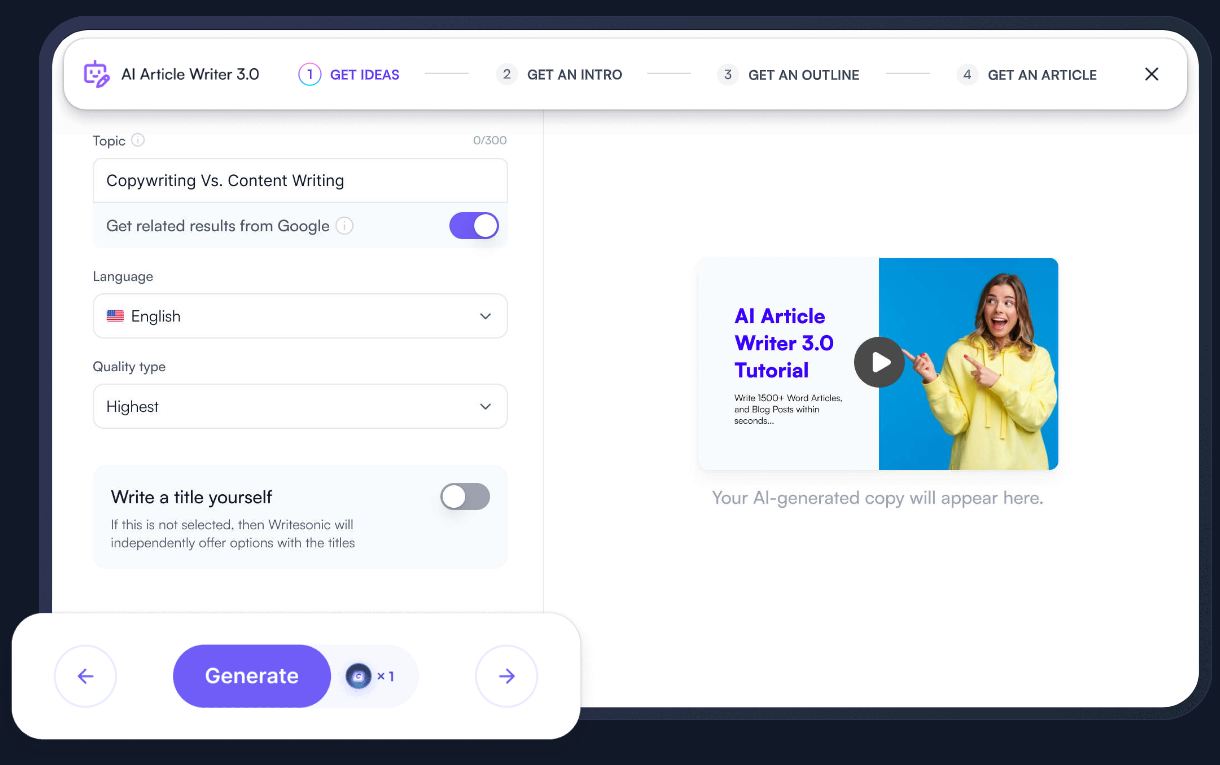 AI Article Writer 3.0
1 GET IDEAS
2 GET AN INTRO
3 GET AN OUTLINE
4 GET AN ARTICLE
Topic
0/300
Copywriting Vs. Content Writing
Get related results from Google
Language
English
Quality type
Highest
Write a title yourself
If this is not selected, then Writesonic will
independently offer options with the titles
Generate
× 1
AI Article
Writer 3.0
Tutorial
Write 1500+ Word Articles,
and Blog Posts within
seconds...
Your AI-generated copy will appear here.